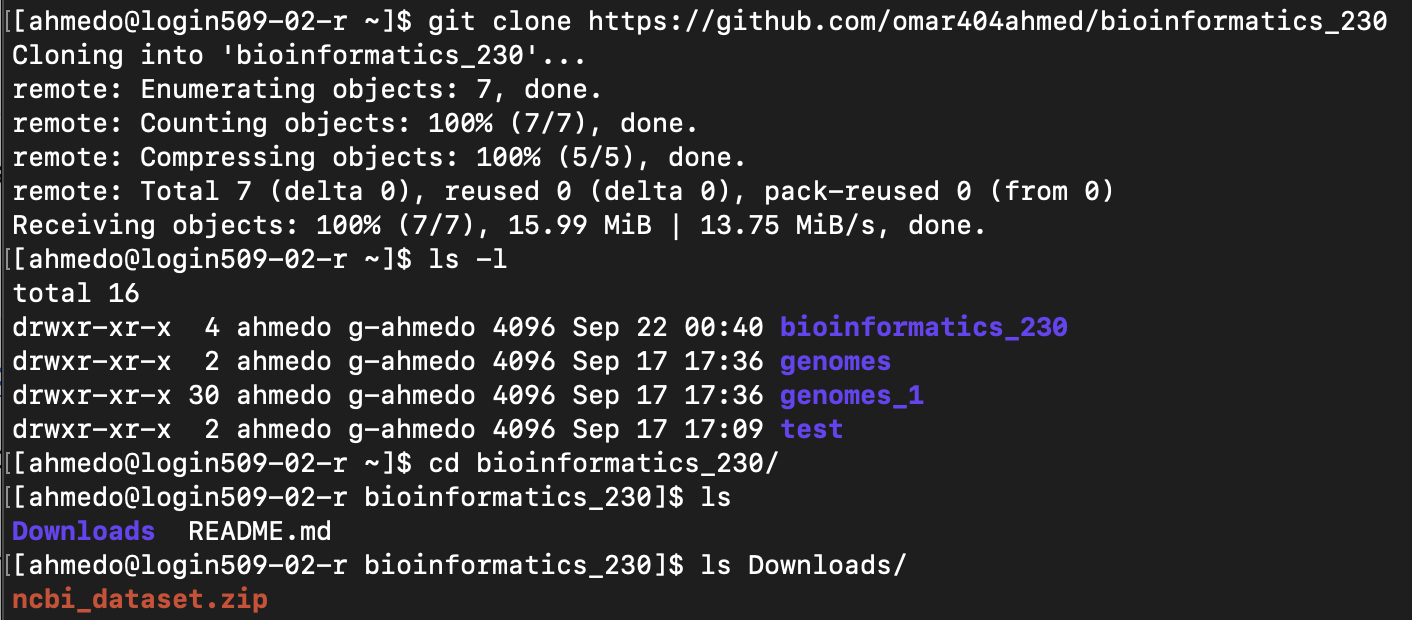 [[ahmedo@login509-02-r ~]$ git clone https://github.com/omar404ahmed/bioinformatics_230
Cloning into 'bioinformatics_230'...
remote: Enumerating objects: 7, done.
remote: Counting objects: 100% (7/7), done.
remote: Compressing objects: 100% (5/5), done.
remote: Total 7 (delta 0), reused 0 (delta 0), pack-reused 0 (from 0)
Receiving objects: 100% (7/7), 15.99 MiB | 13.75 MiB/s, done.
[[ahmedo@login509-02-r ~]$ ls -l
total 16
drwxr-xr-x  4 ahmedo g-ahmedo 4096 Sep 22 00:40 bioinformatics_230
drwxr-xr-x  2 ahmedo g-ahmedo 4096 Sep 17 17:36 genomes
drwxr-xr-x 30 ahmedo g-ahmedo 4096 Sep 17 17:36 genomes_1
drwxr-xr-x  2 ahmedo g-ahmedo 4096 Sep 17 17:09 test
[[ahmedo@login509-02-r ~]$ cd bioinformatics_230/
[[ahmedo@login509-02-r bioinformatics_230]$ ls
Downloads  README.md
[[ahmedo@login509-02-r bioinformatics_230]$ ls Downloads/
ncbi_dataset.zip